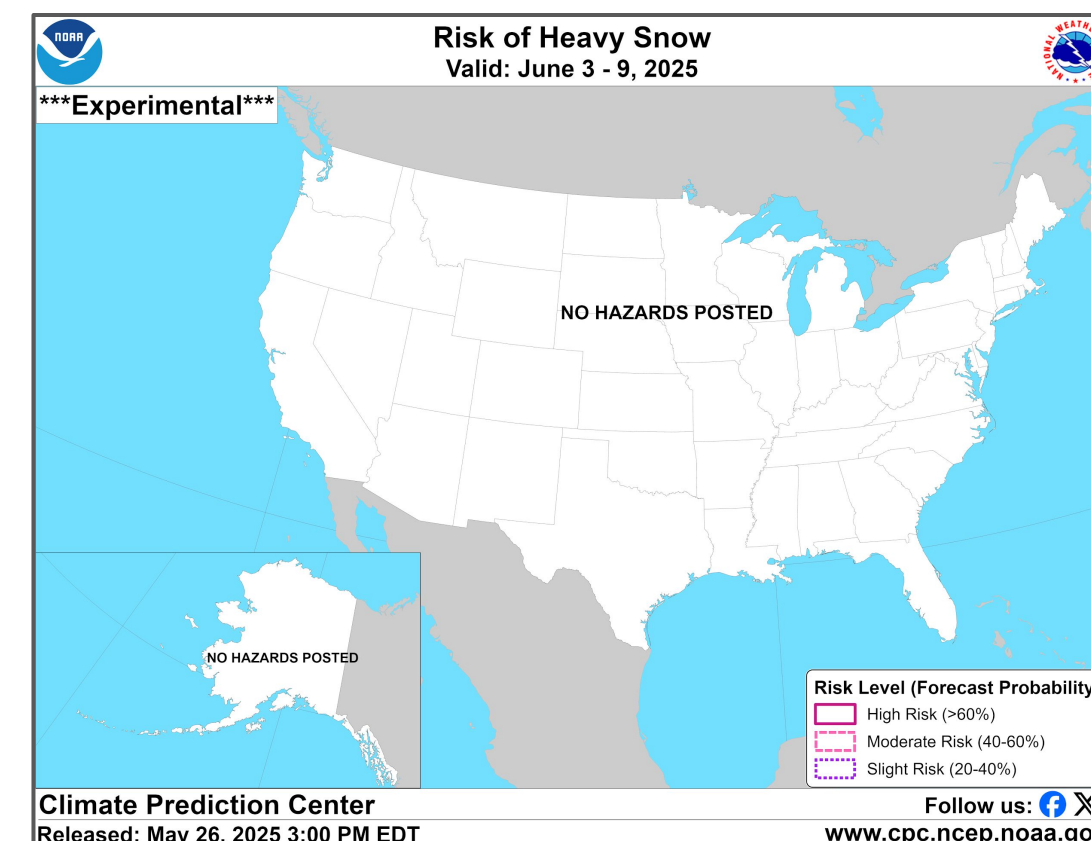 NOAA
Risk of Heavy Snow
Valid: June 3 - 9, 2025
NATIONAL WEATH
***Experimental***
NO HAZARDS POSTED
NO HAZARDS POSTED
Risk Level (Forecast Probability
High Risk (>60%)
Moderate Risk (40-60%)
Slight Risk (20-40%)
Climate Prediction Center
Follow us:
Released: May 26, 2025 3:00 PM EDT
www.cpc.ncep.noaa.go